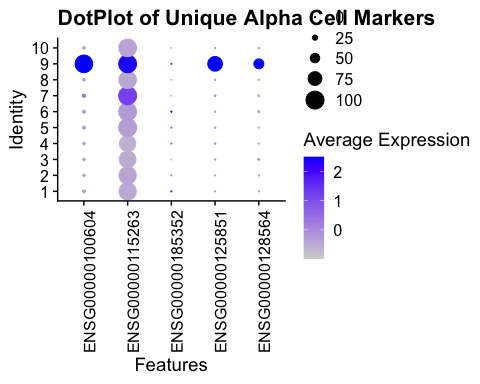 DotPlot of Unique Alpha Cell Markers
0
25
50
75
100
Average Expression
2
1
0
Identity
10
9
8
7
6
5
4
3
2
1
ENSG00000100604
ENSG00000115263
ENSG00000185352
ENSG00000125851
ENSG00000128564
Features